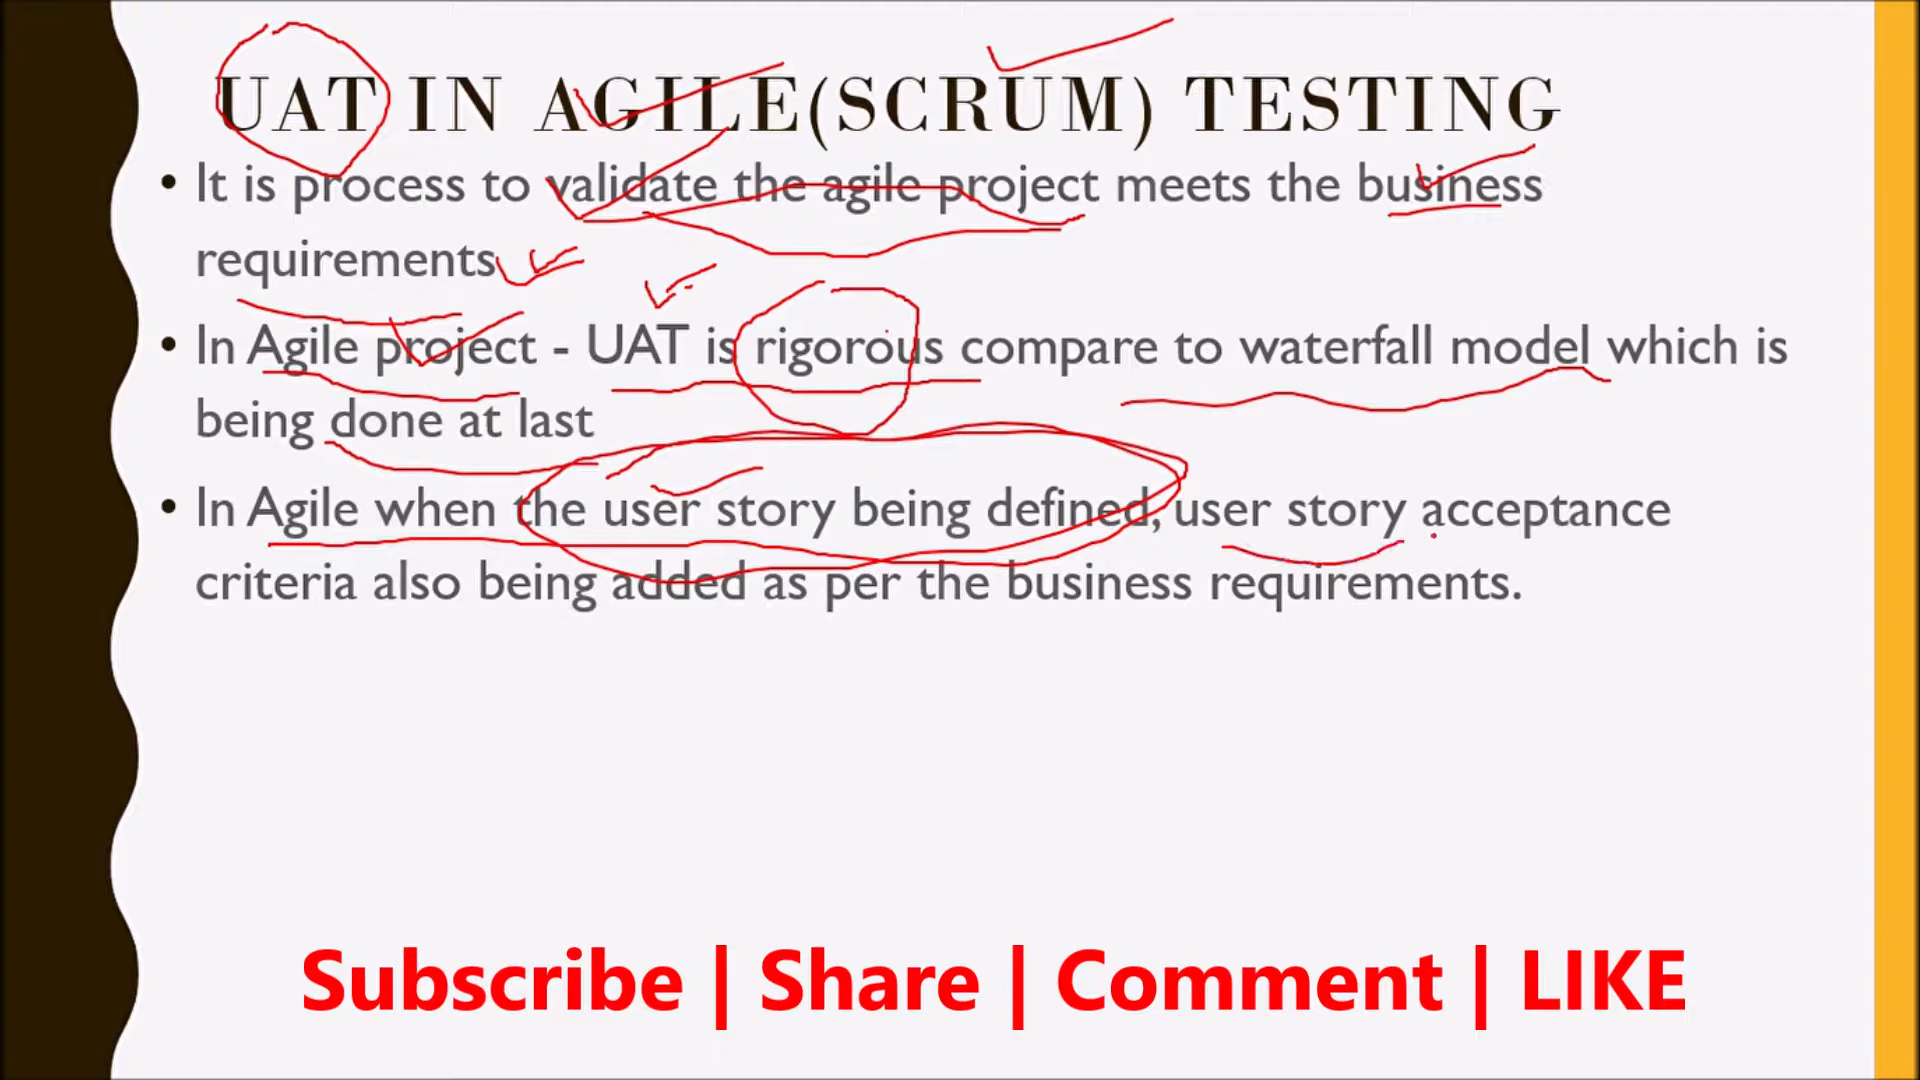 UAT IN AGILE(SCRUM) TESTING
• It is process to validate the agile project meets the business
requirements
• In Agile project - UAT is rigorous compare to waterfall model which is
being done at last
• In Agile when the user story being defined, user story acceptance
criteria also being added as per the business requirements.
Subscribe | Share | Comment | LIKE